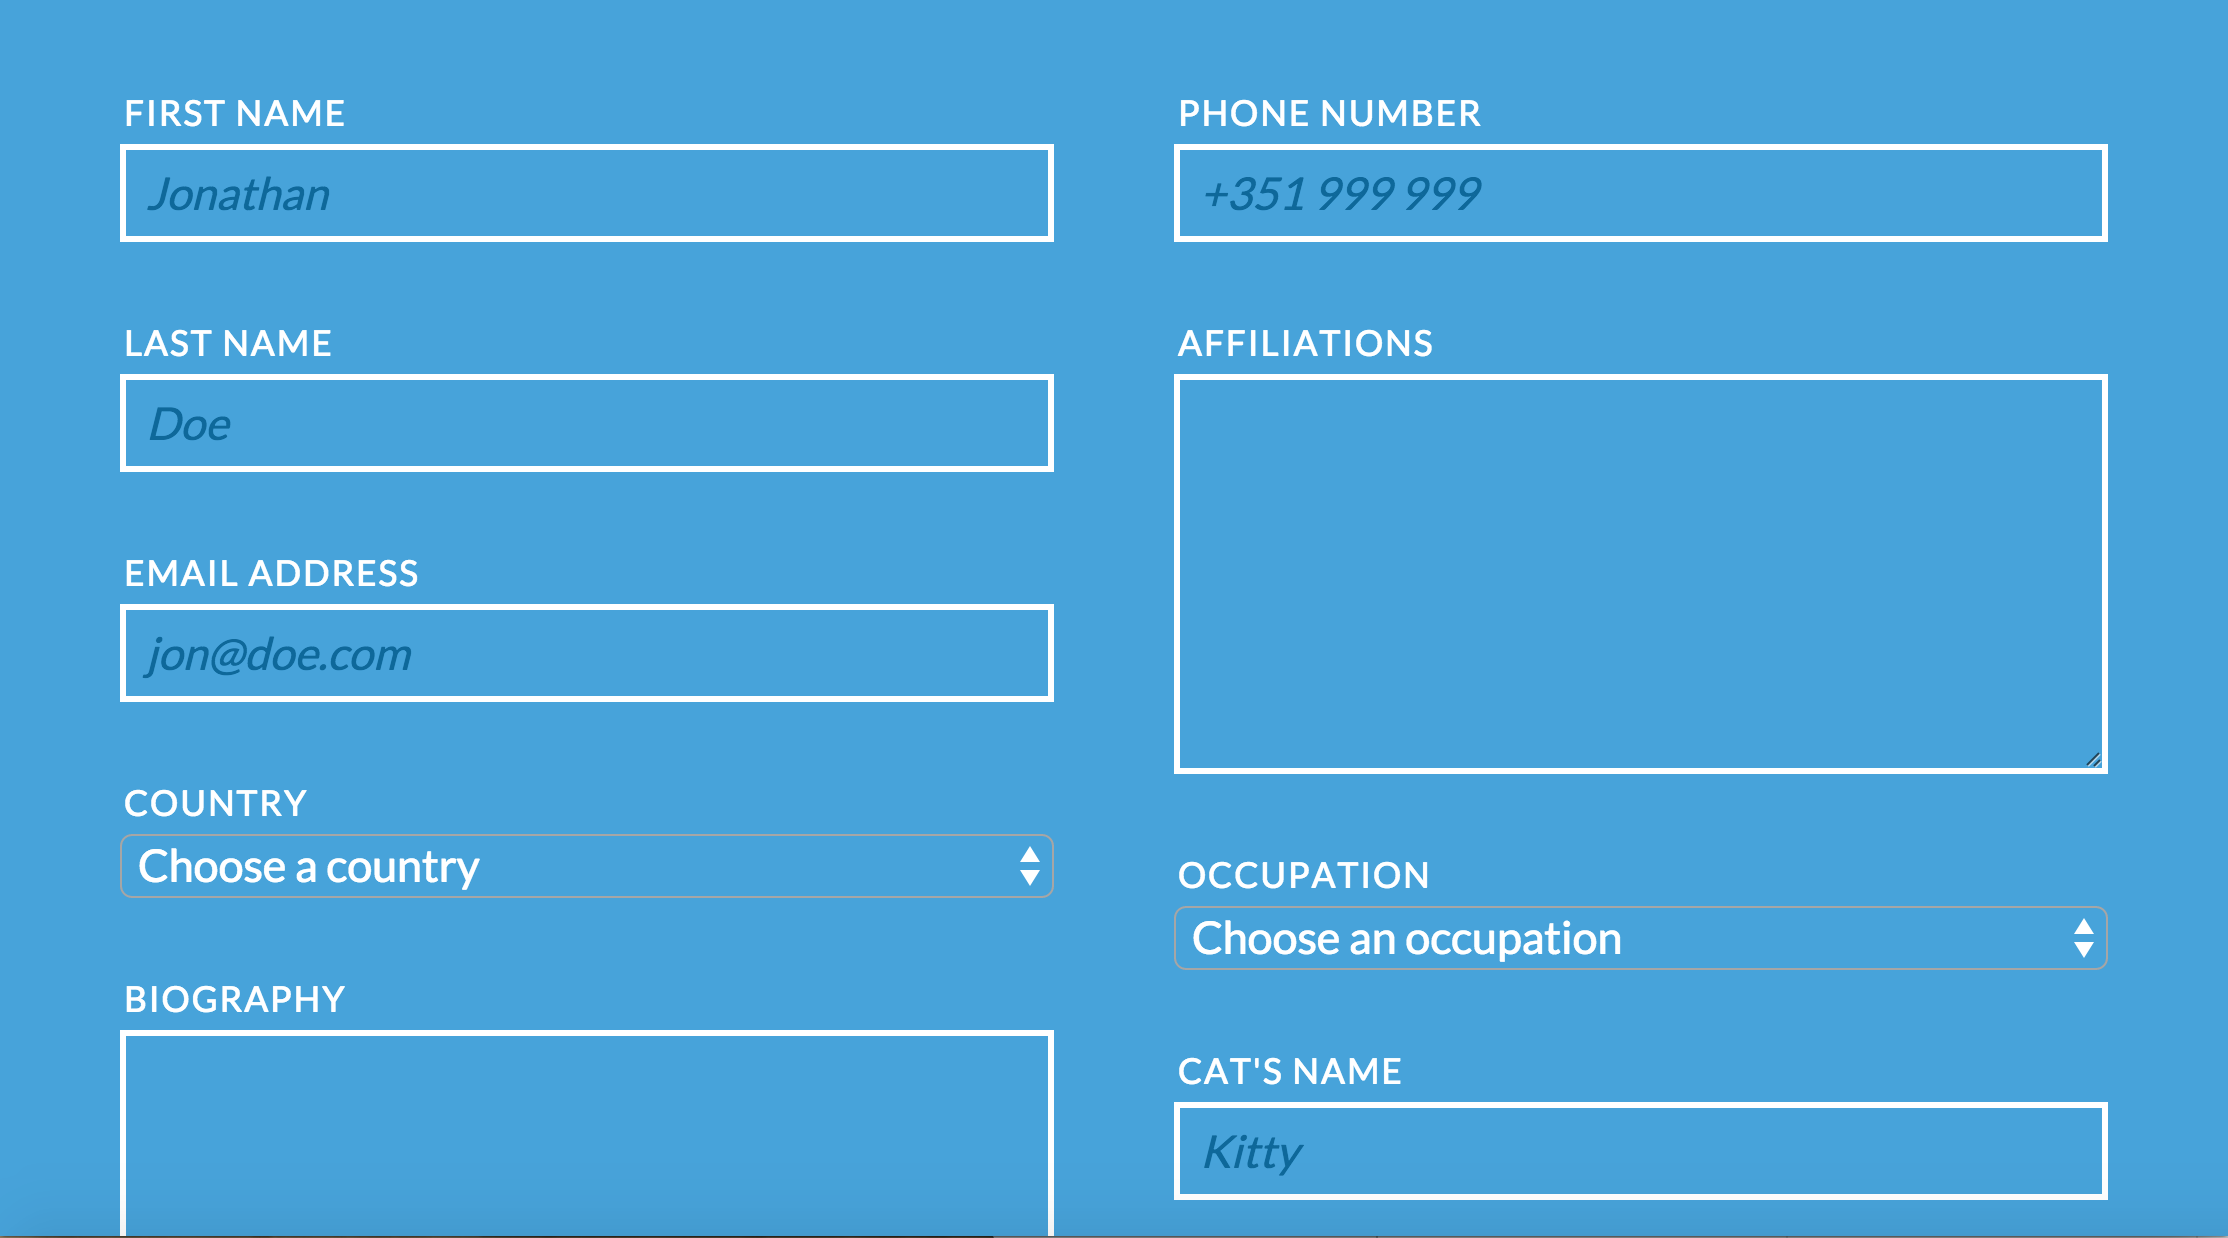 FIRST NAME
Jonathan
LAST NAME
Doe
EMAIL ADDRESS
jon@doe.com
COUNTRY
Choose a country
BIOGRAPHY
PHONE NUMBER
+351 999 999
AFFILIATIONS
OCCUPATION
Choose an occupation
CAT'S NAME
Kitty